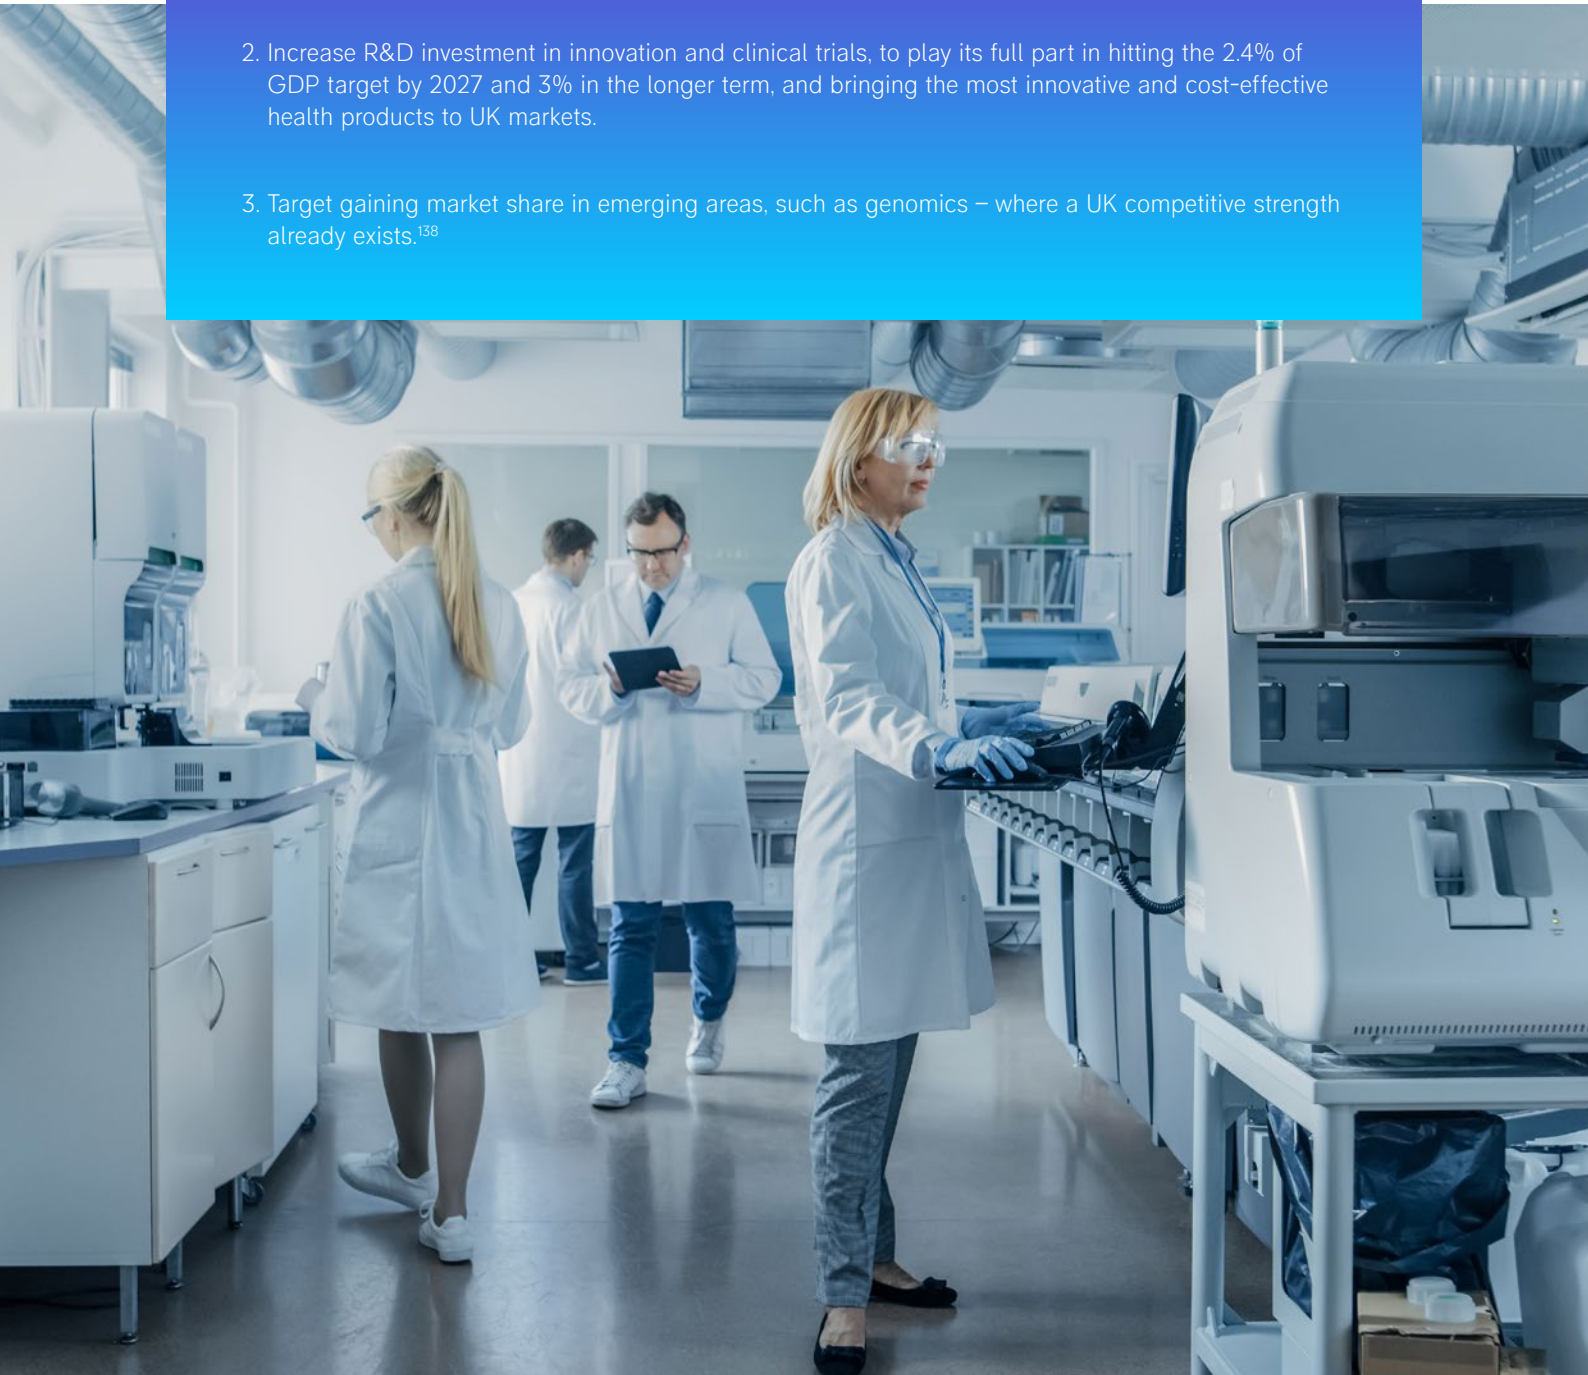 2. Increase R&D investment in innovation and clinical trials, to play its full part in hitting the 2.4% of
GDP target by 2027 and 3% in the longer term, and bringing the most innovative and cost-effective
health products to UK markets.
3. Target gaining market share in emerging areas, such as genomics – where a UK competitive strength
already exists.¹³⁸